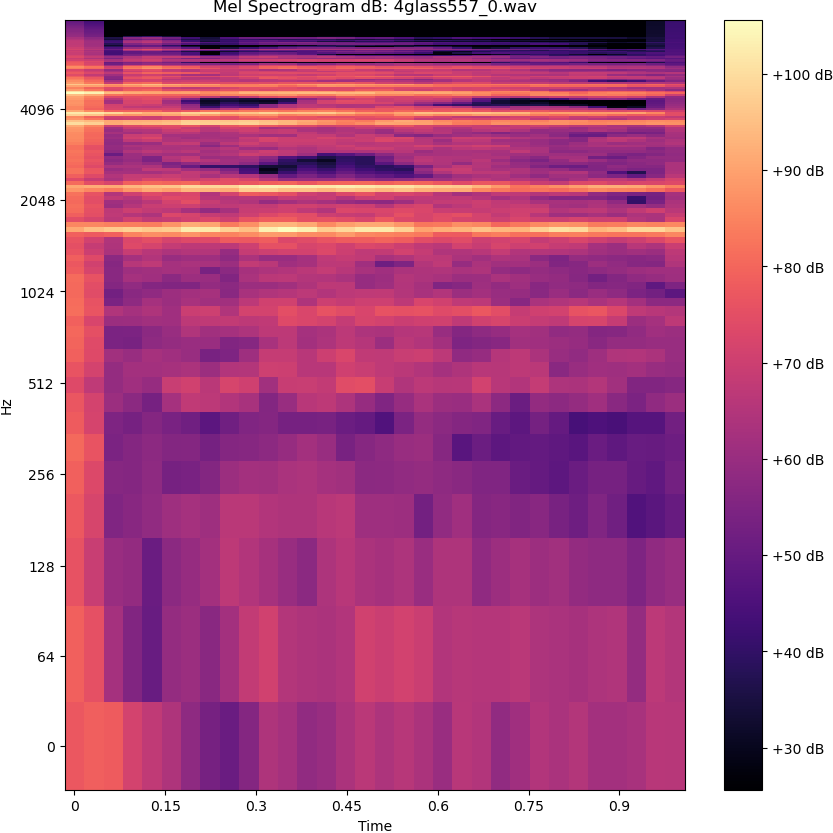 Mel Spectrogram dB: 4glass557_0.wav
4096
2048
1024
512
256
128
64
0
Hz
0
0.15
0.3
0.45
0.6
0.75
0.9
Time
+100 dB
+90 dB
+80 dB
+70 dB
+60 dB
+50 dB
+40 dB
+30 dB